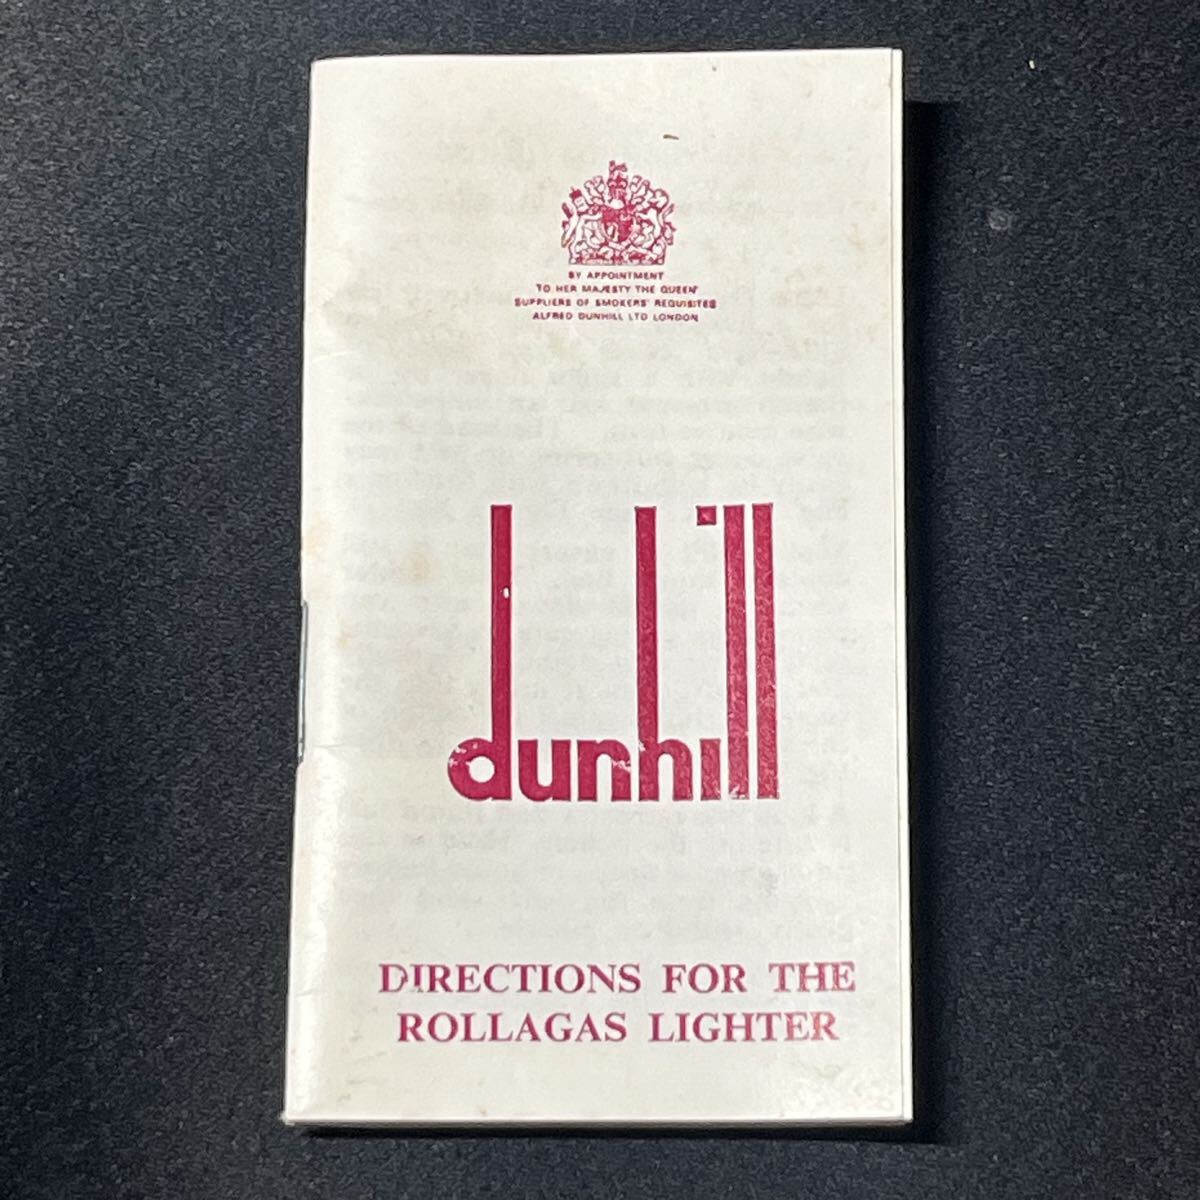 BY APPOINTMENT
TO HER MAJESTY THE QUEEN
SUPPLIERS OF SMOKERS' REQUISITES
ALFRED DUNHILL LTD LONDON
dunhill
DIRECTIONS FOR THE
ROLLAGAS LIGHTER